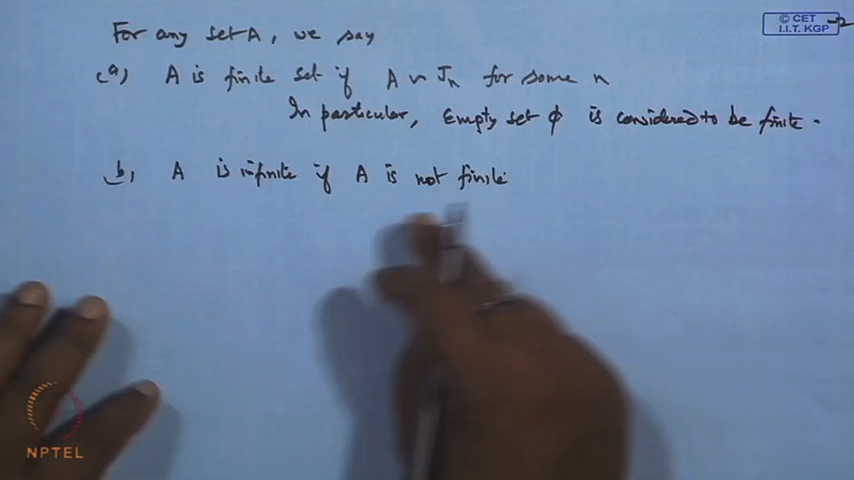 For any set A, we say
© CET
I.I.T. KGP
(a) A is finite set if A ~ Jn for some n
In particular, Empty set ϕ is considered to be finite.
(b) A is infinite if A is not finite
NPTEL